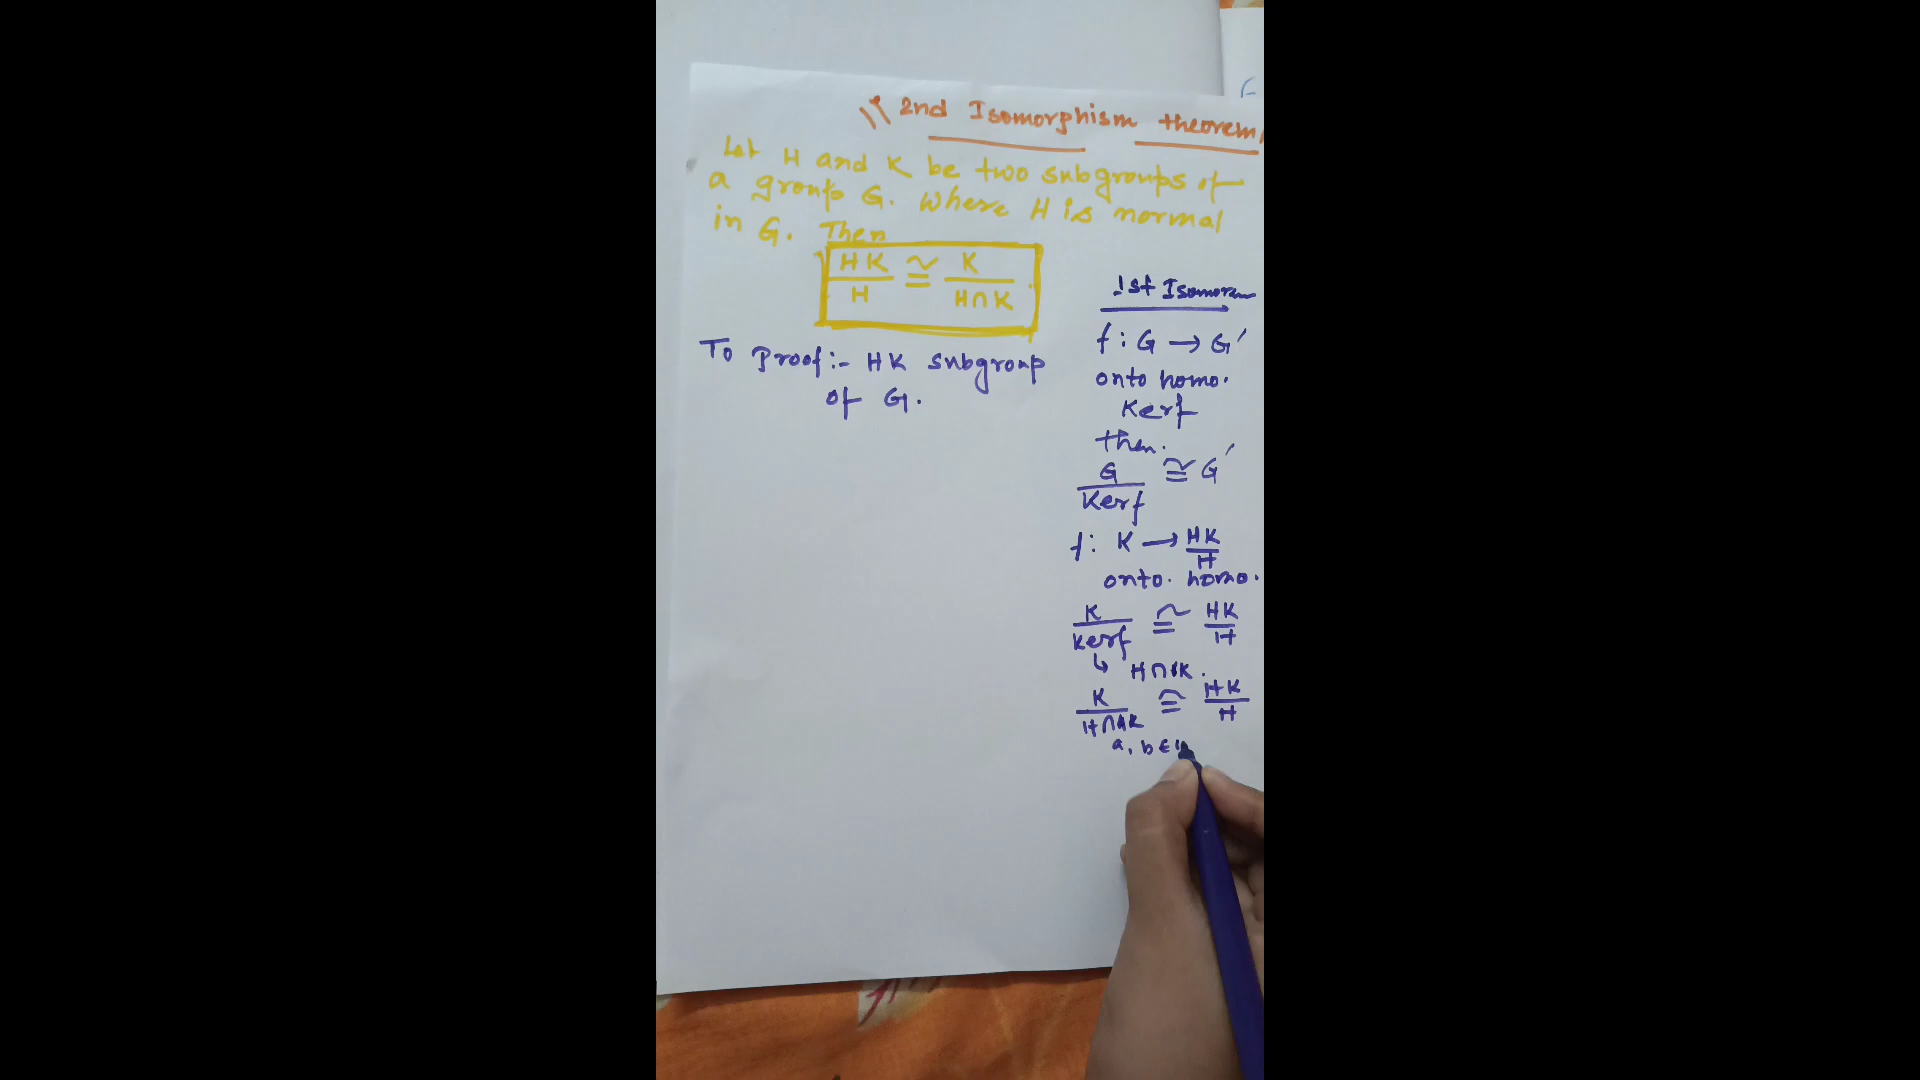 2nd Isomorphism theorem
Let H and K be two subgroups of
a group G. Where H is normal
in G. Then
HK/H ≅ K/H∩K
To Proof:- HK subgroup
of G.
1st Isomorem
f: G → G'
onto homo.
Kerf
then.
G/Kerf ≅ G'
f: K → HK/H
onto. homo.
K/Kerf ≅ HK/H
↳ H∩K.
K/H∩K ≅ HK/H
a, b ∈